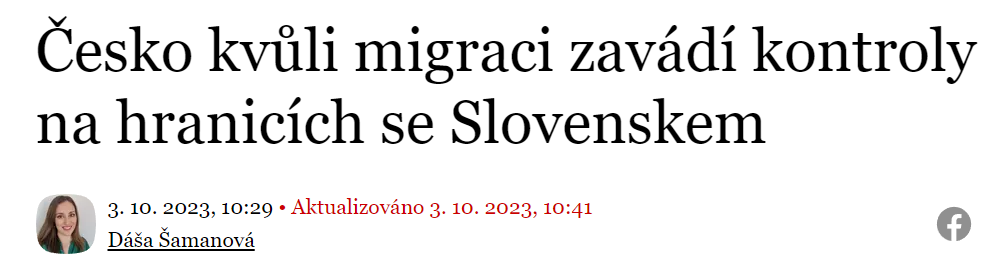 Česko kvůli migraci zavádí kontroly
na hranicích se Slovenskem
3. 10. 2023, 10:29 • Aktualizováno 3. 10. 2023, 10:41
Dáša Šamanová